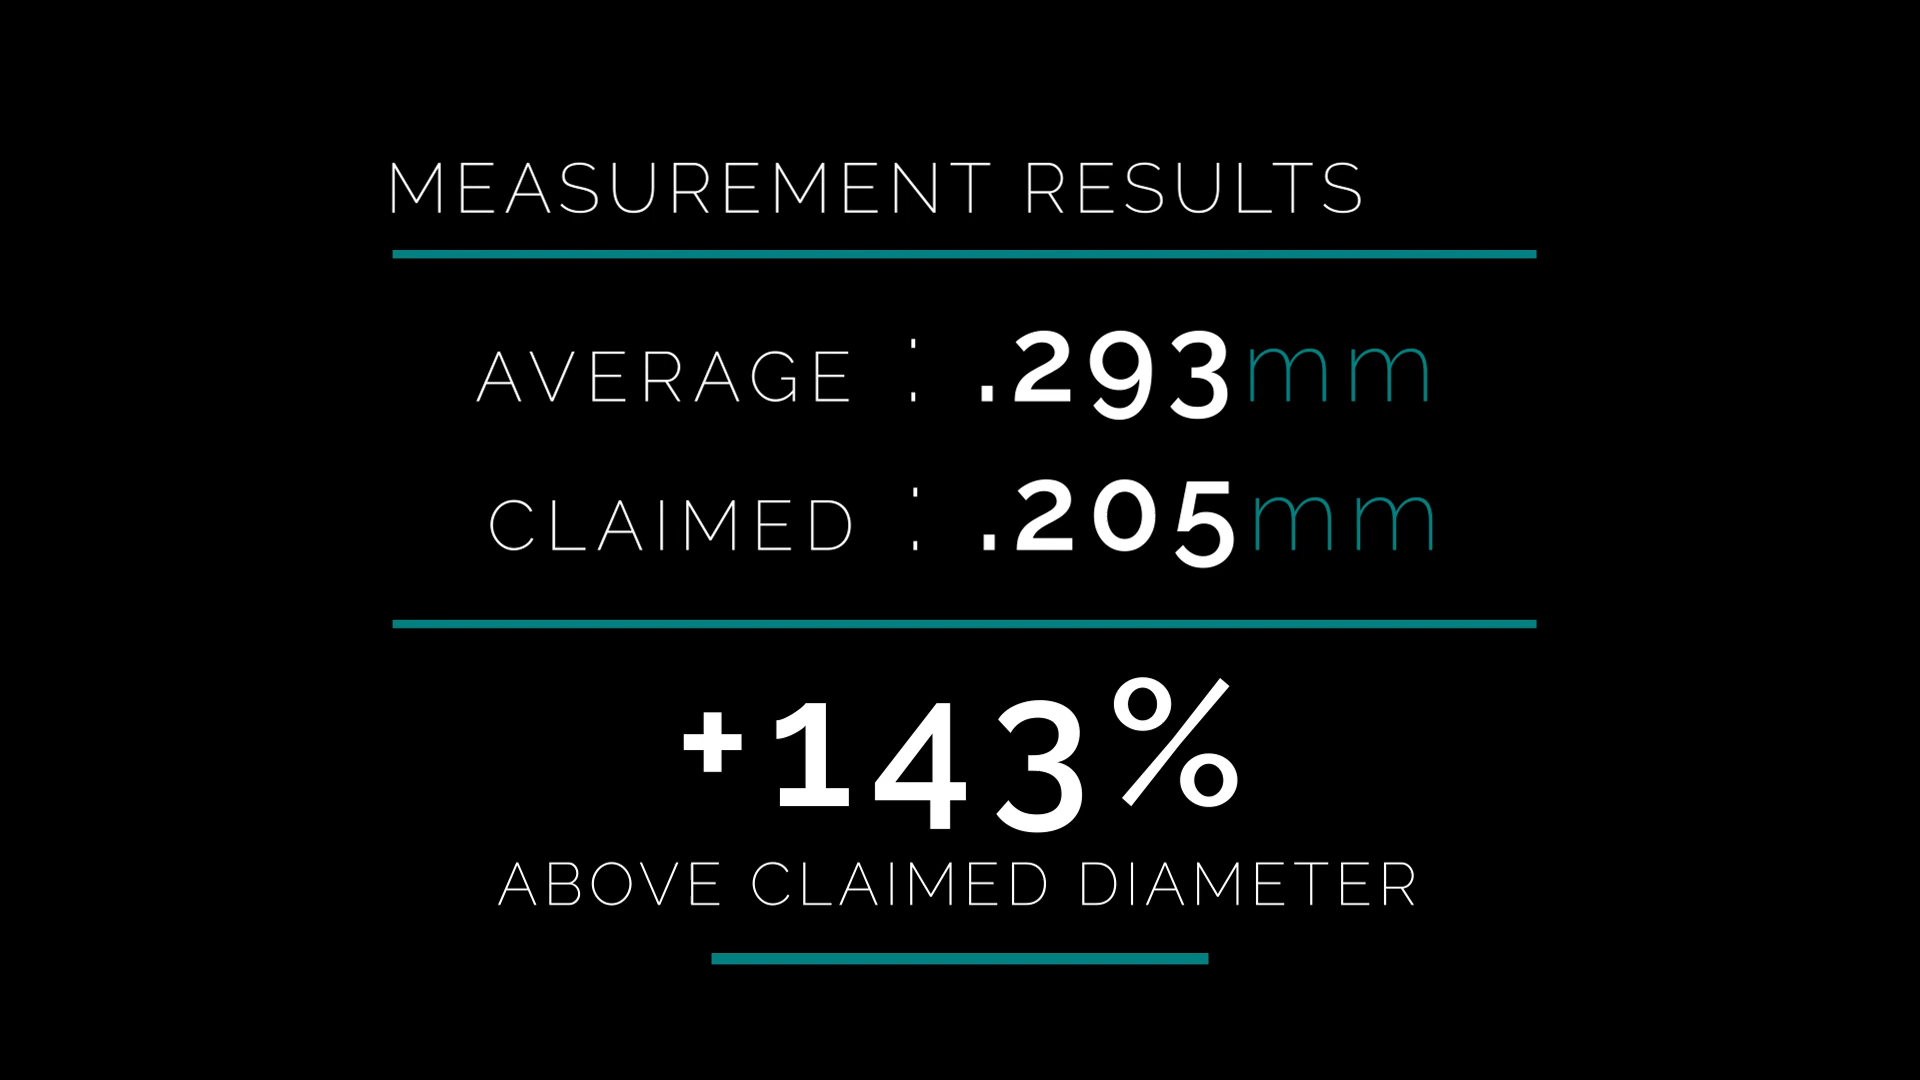 MEASUREMENT RESULTS
AVERAGE : .293mm
CLAIMED : .205mm
+143%
ABOVE CLAIMED DIAMETER